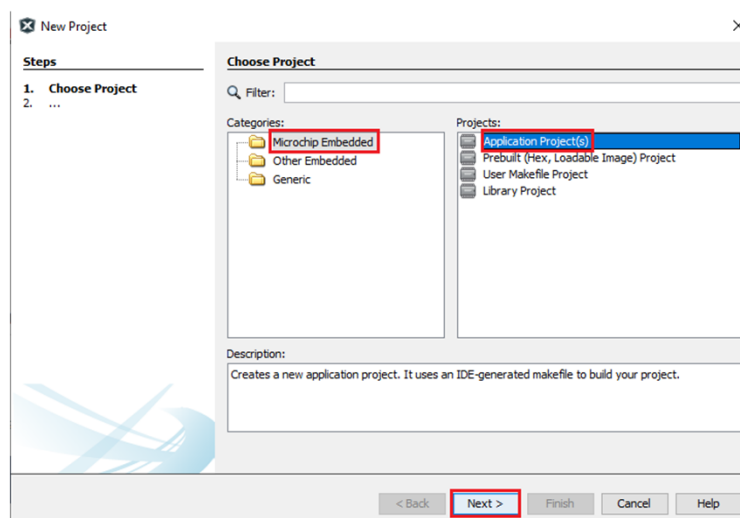 New Project
Steps
1. Choose Project
2. ...
Choose Project
Filter:
Categories:
Microchip Embedded
Other Embedded
Generic
Projects:
Application Project(s)
Prebuilt (Hex, Loadable Image) Project
User Makefile Project
Library Project
Description:
Creates a new application project. It uses an IDE-generated makefile to build your project.
< Back
Next >
Finish
Cancel
Help